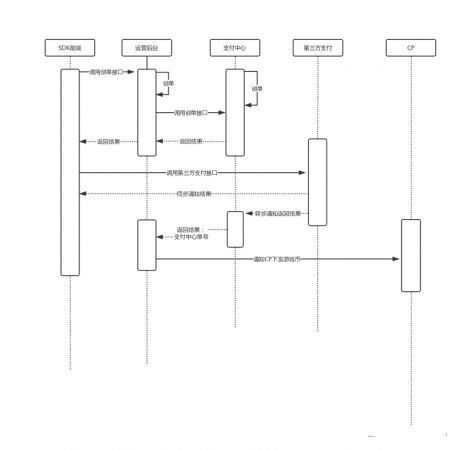 SDK前端
运营后台
支付中心
第三方支付
CP
调用创单接口
创单
创单
调用创单接口
返回结果
返回结果
调用第三方支付接口
同步通知结果
异步通知返回结果
返回结果：
支付中心单号
通知CP下发游戏币